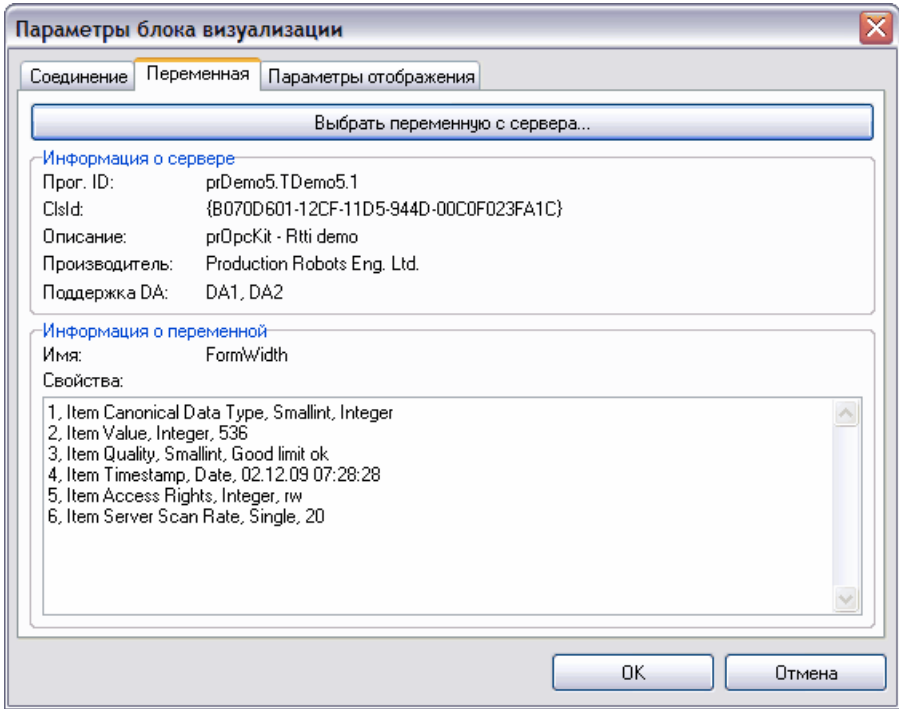 Параметры блока визуализации
Соединение Переменная Параметры отображения
Выбрать переменную с сервера...
Информация о сервере
Прог. ID: prDemo5.TDemo5.1
ClsId: {B070D601-12CF-11D5-944D-00C0F023FA1C}
Описание: prOpcKit - Rtti demo
Производитель: Production Robots Eng. Ltd.
Поддержка DA: DA1, DA2
Информация о переменной
Имя: FormWidth
Свойства:
1, Item Canonical Data Type, Smallint, Integer
2, Item Value, Integer, 536
3, Item Quality, Smallint, Good limit ok
4, Item Timestamp, Date, 02.12.09 07:28:28
5, Item Access Rights, Integer, rw
6, Item Server Scan Rate, Single, 20
OK Отмена